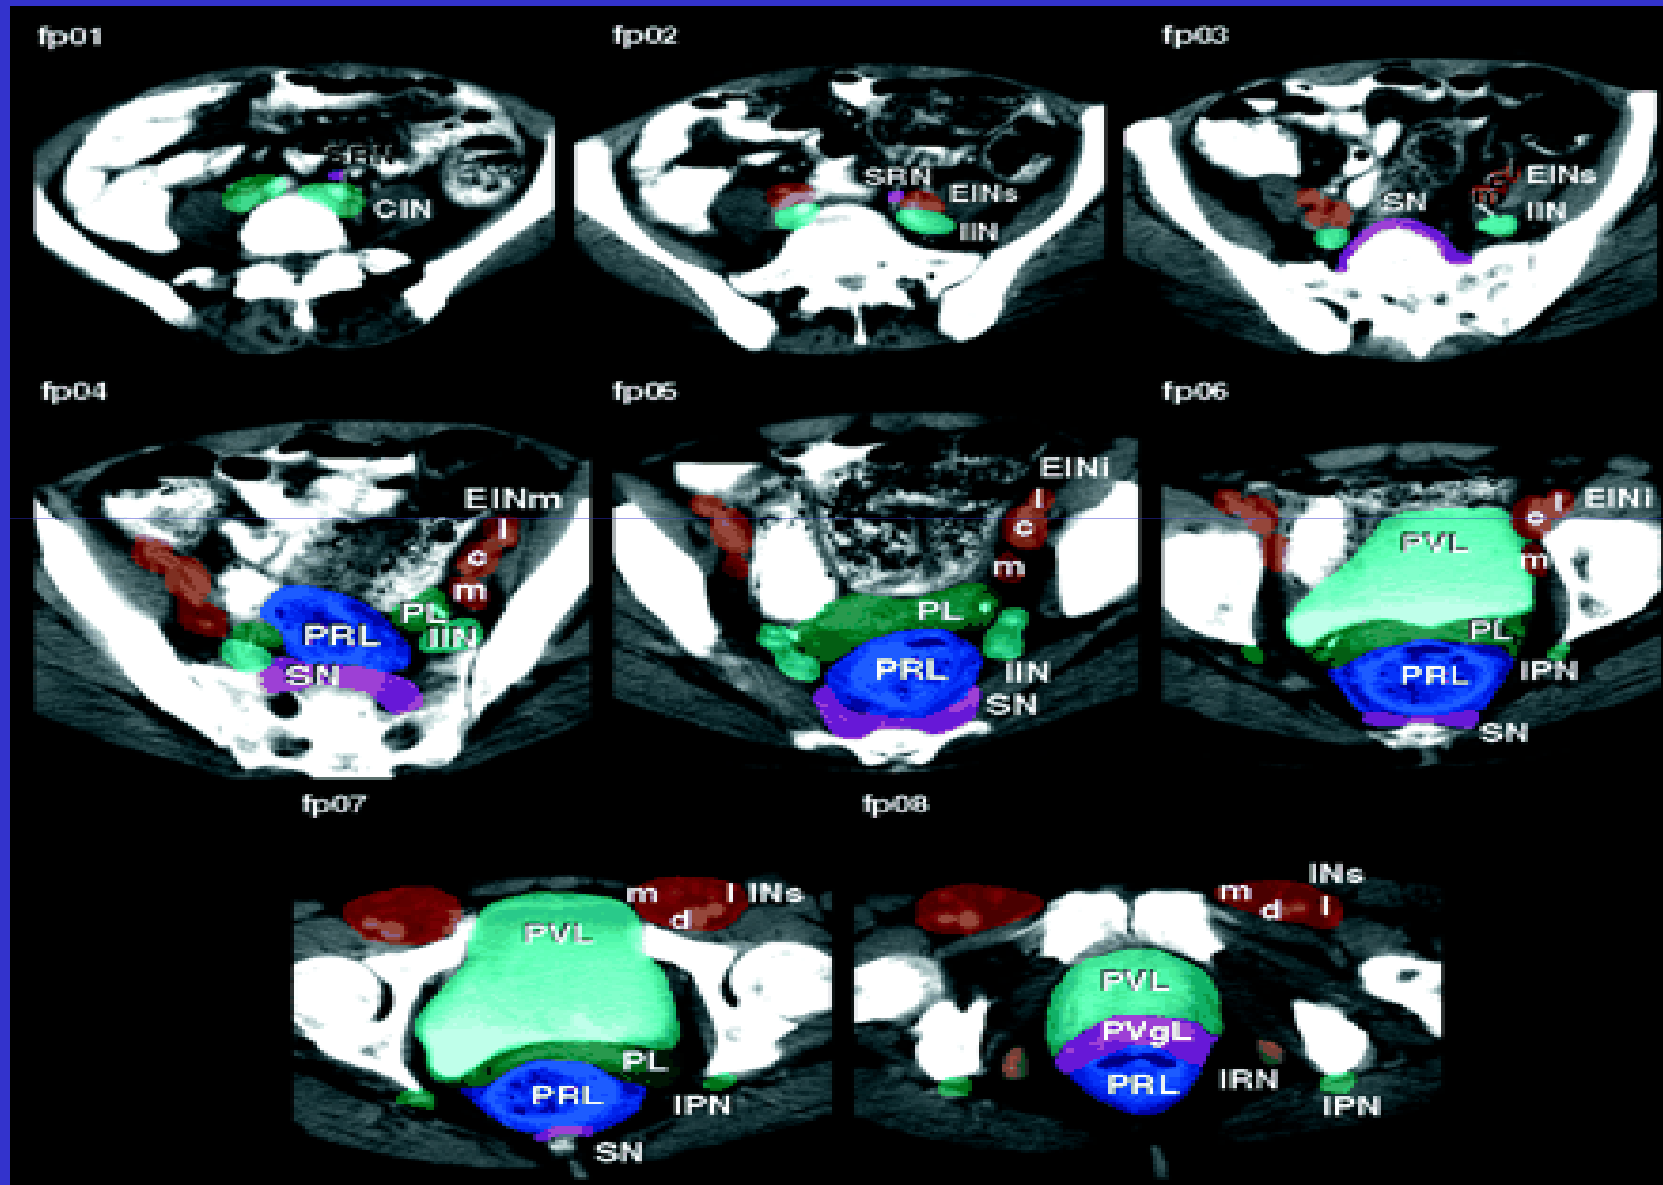 fp01
SRN
CIN
fp02
SRN
EINs
IIN
fp03
EINs
SN
IIN
fp04
EINm
l
c
m
PL
IIN
PRL
SN
fp05
EINi
l
c
m
PL
PRL
IIN
SN
fp06
EINi
l
c
PVL
m
PL
PRL
IPN
SN
fp07
m
l INs
d
PVL
PL
PRL
IPN
SN
fp08
INs
m
d
l
PVL
PVgL
PRL
IRN
IPN